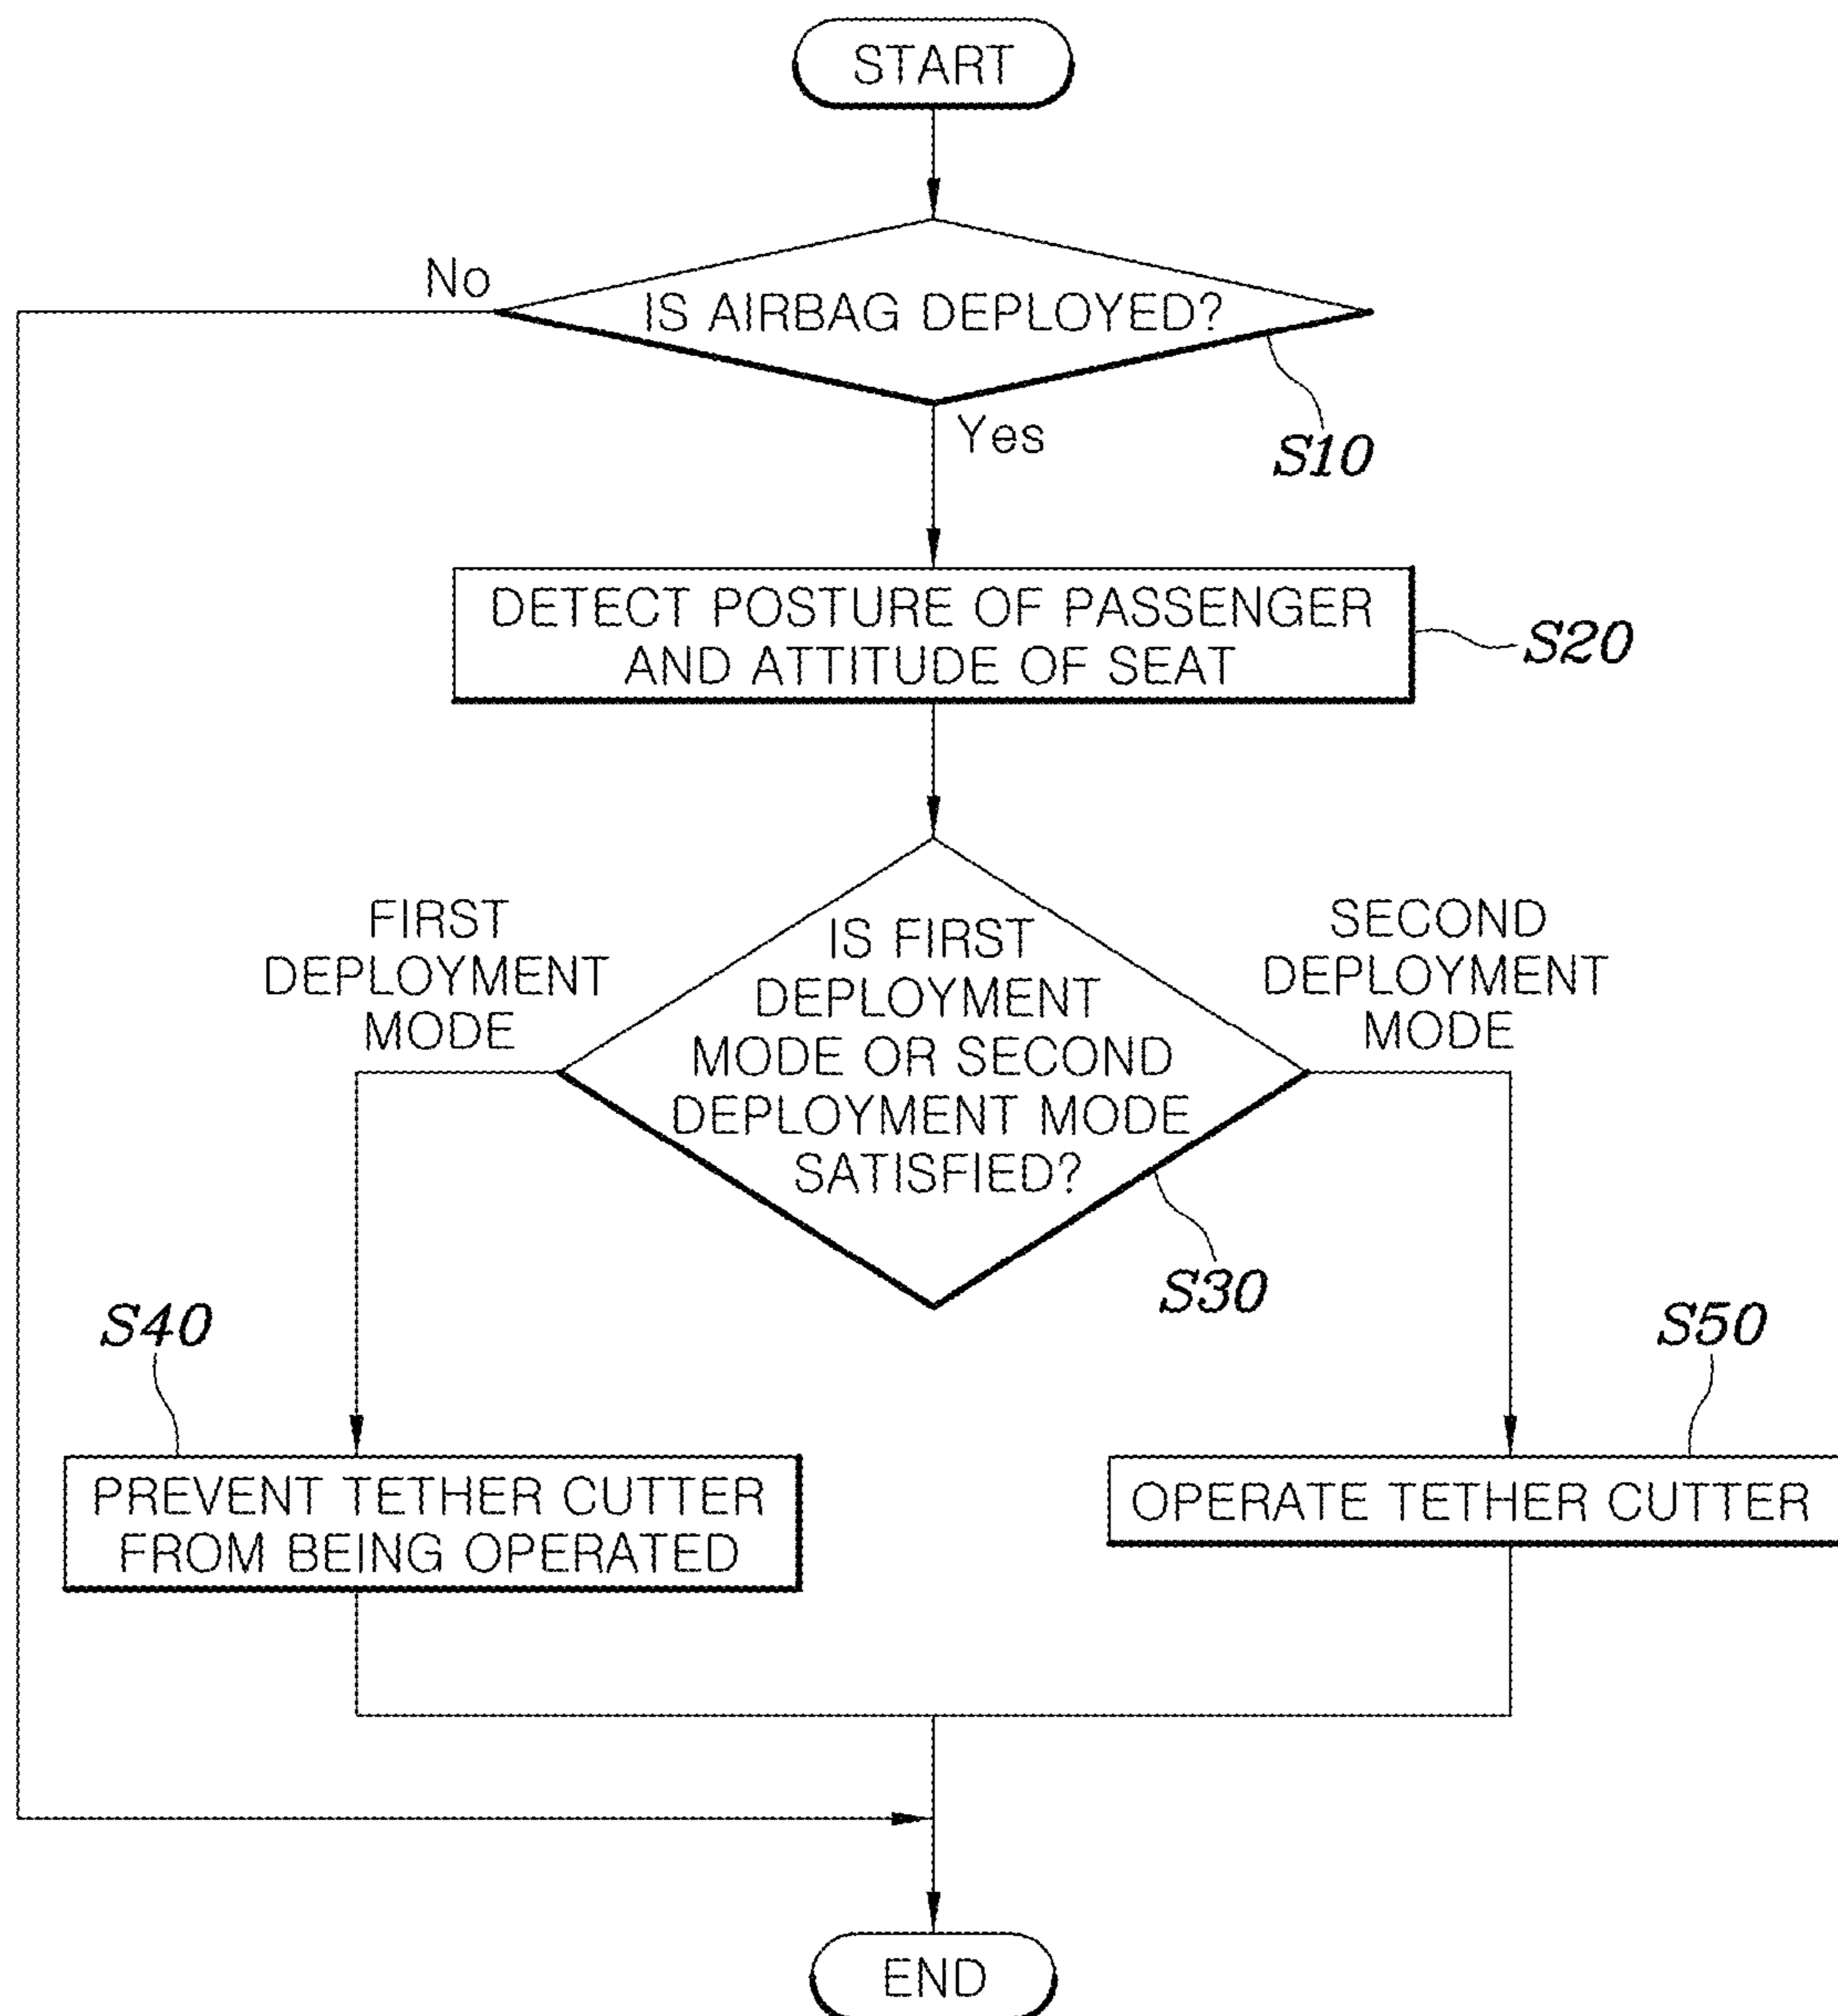 START
No
IS AIRBAG DEPLOYED?
Yes
S10
DETECT POSTURE OF PASSENGER
AND ATTITUDE OF SEAT
S20
FIRST
DEPLOYMENT
MODE
IS FIRST
DEPLOYMENT
MODE OR SECOND
DEPLOYMENT MODE
SATISFIED?
SECOND
DEPLOYMENT
MODE
S30
S40
S50
PREVENT TETHER CUTTER
FROM BEING OPERATED
OPERATE TETHER CUTTER
END